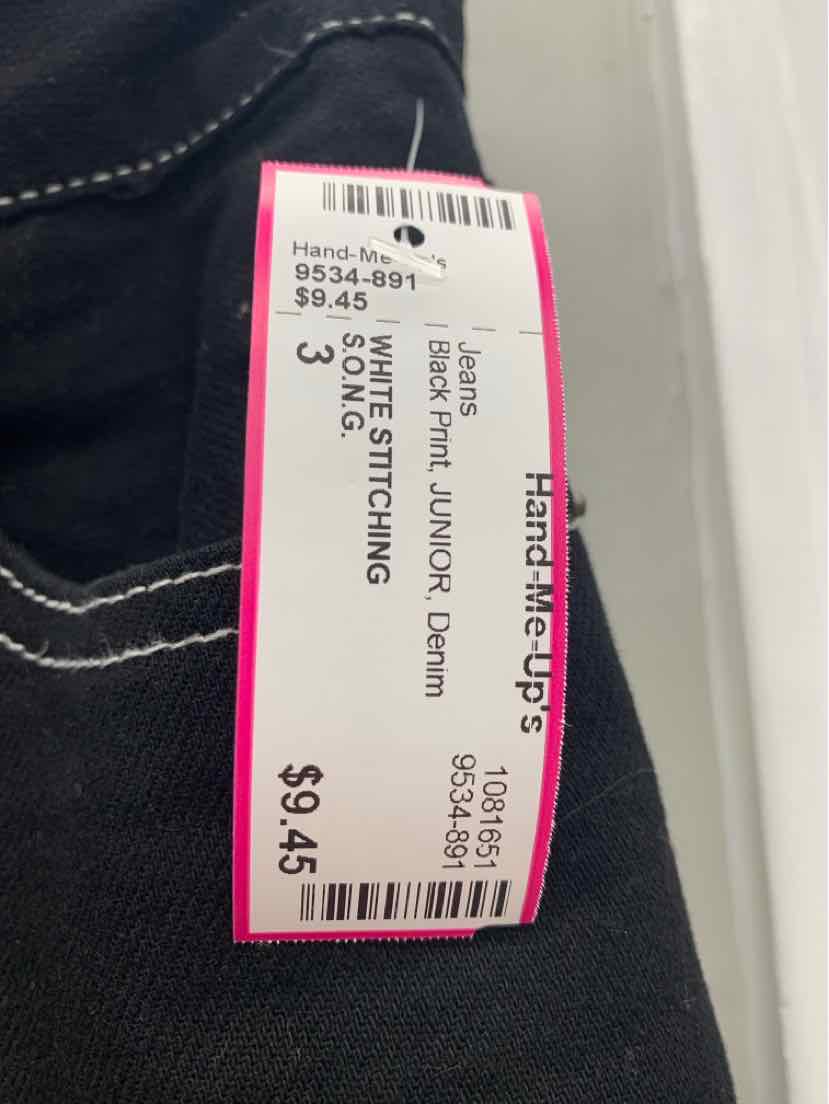 Hand-Me-Up's
9534-891
$9.45
Hand-Me-Up's
1081651
9534-891
Jeans
Black Print, JUNIOR, Denim
WHITE STITCHING
S.O.N.G.
3
$9.45